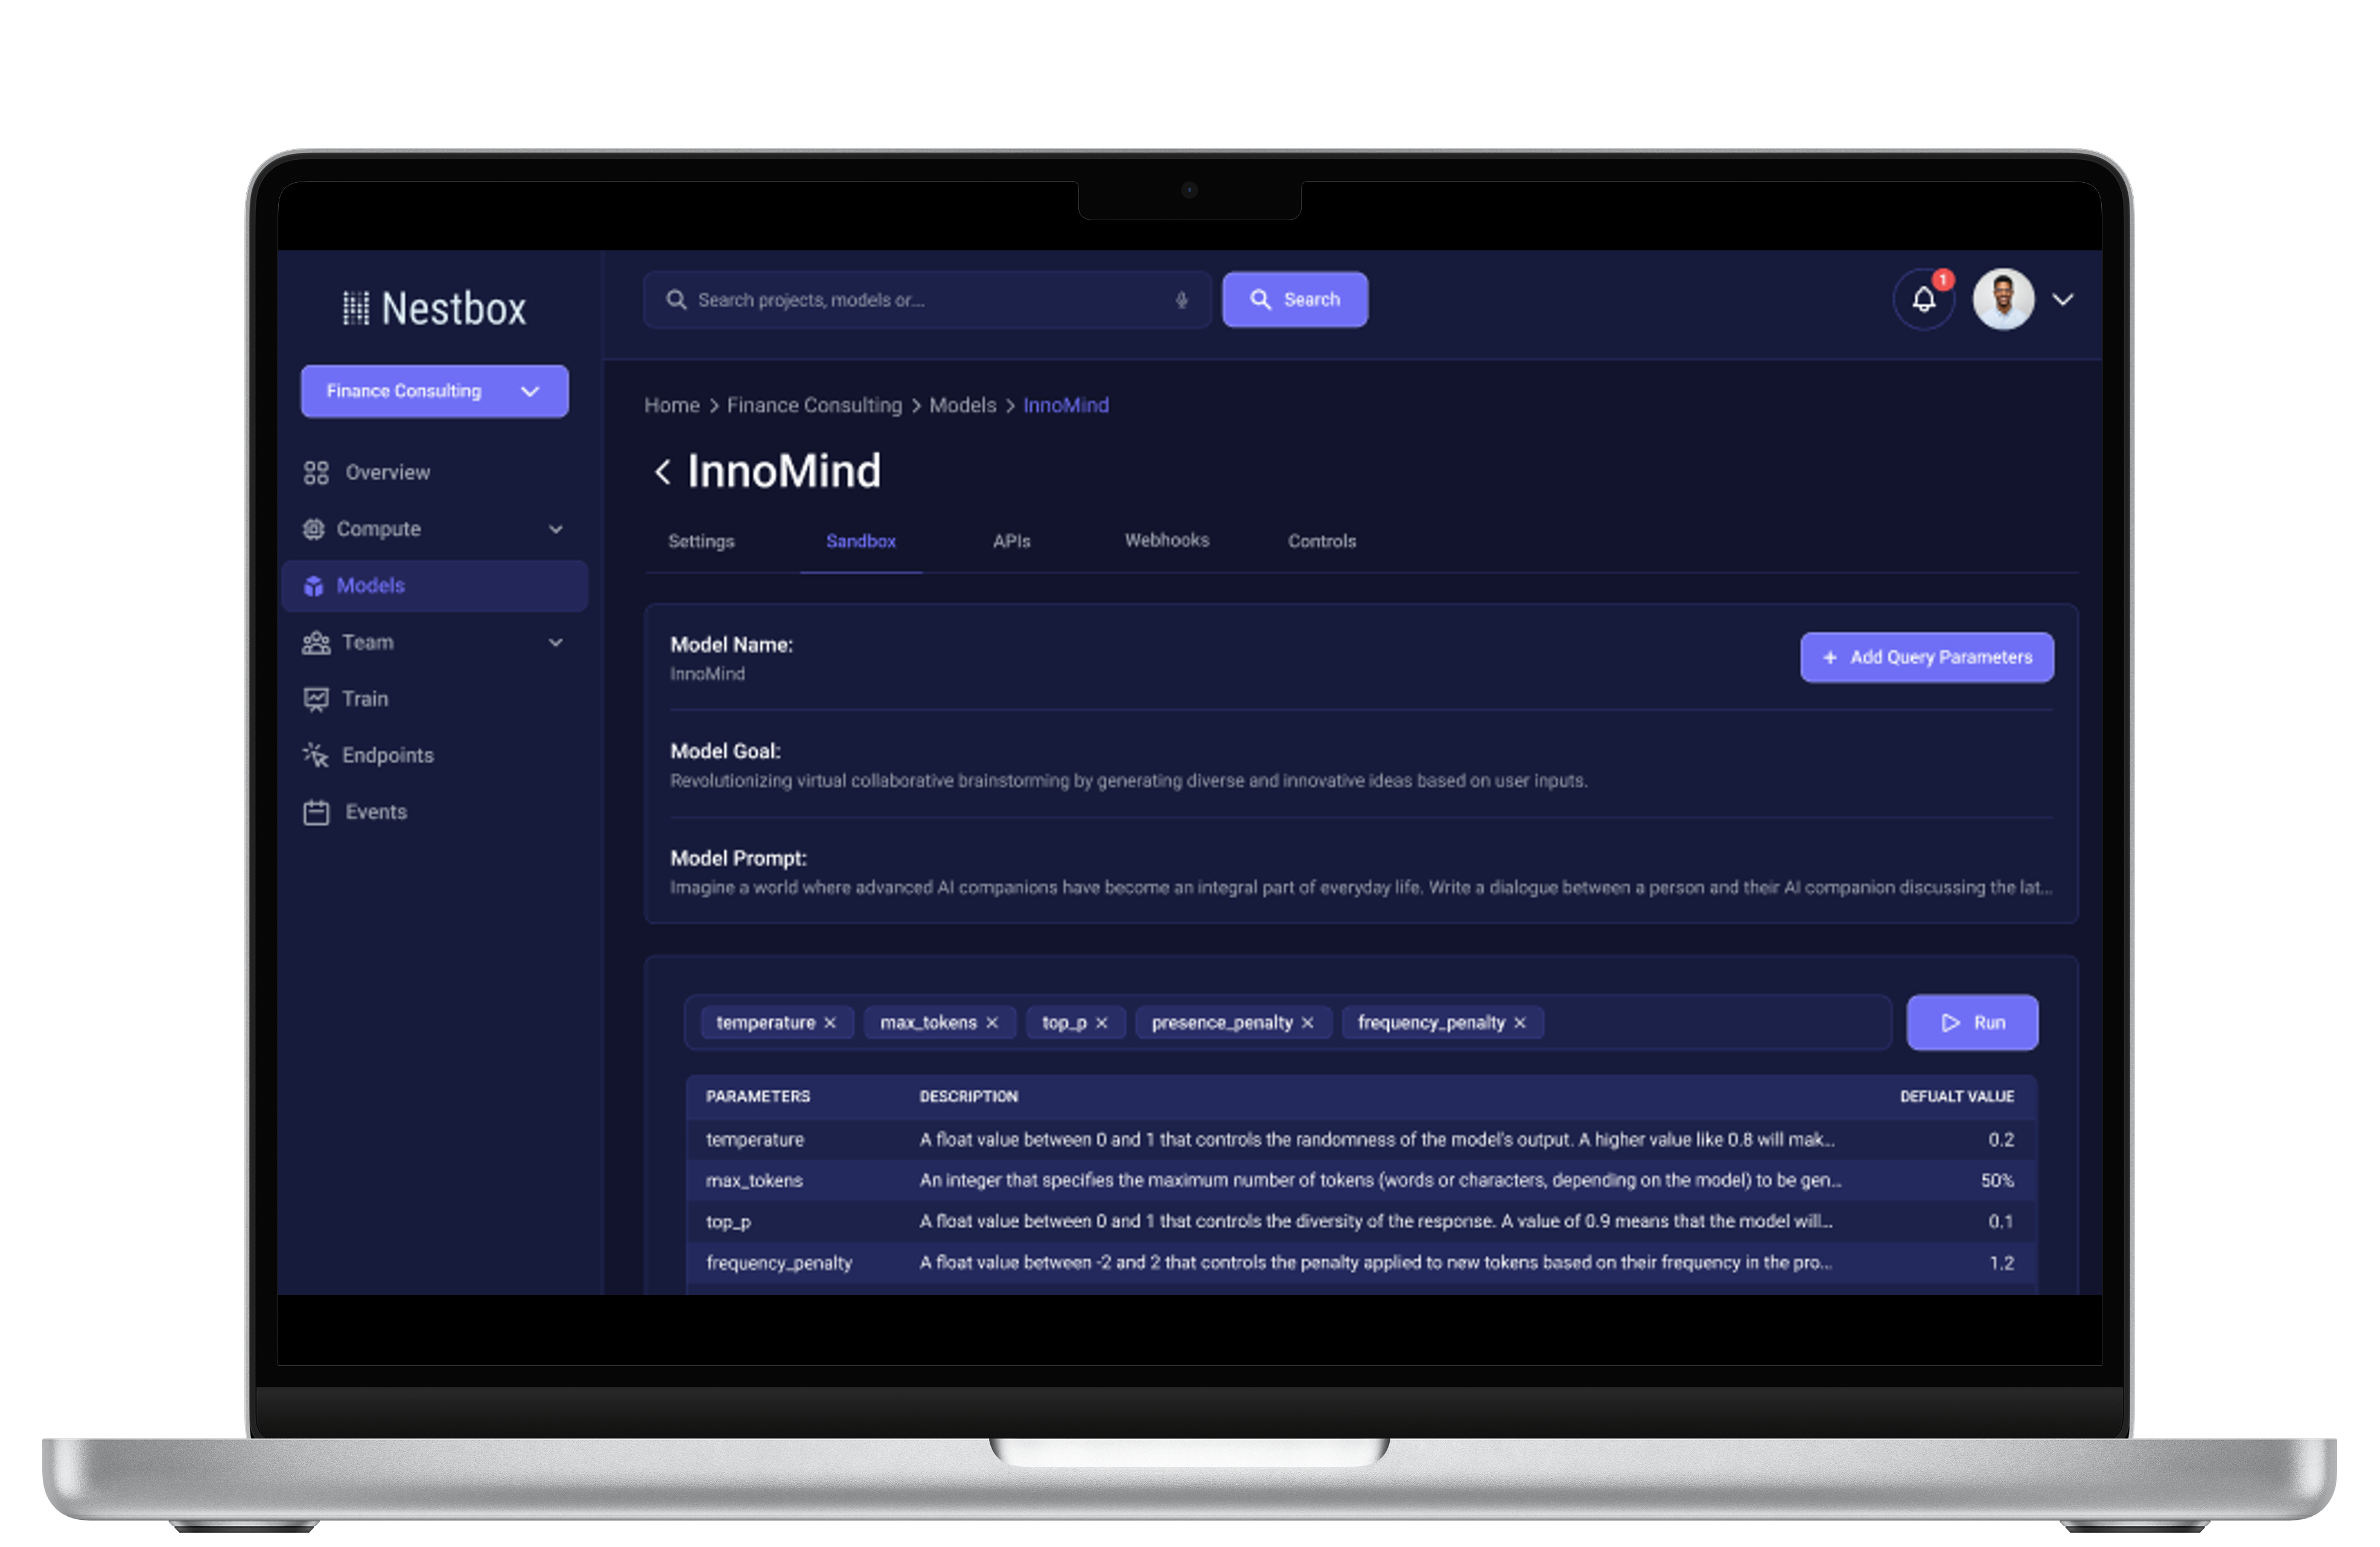 Nestbox
Search projects, models or...
Search
1
Finance Consulting
Overview
Compute
Models
Team
Train
Endpoints
Events
Home > Finance Consulting > Models > InnoMind
InnoMind
Settings Sandbox APIs Webhooks Controls
Model Name:
InnoMind
+ Add Query Parameters
Model Goal:
Revolutionizing virtual collaborative brainstorming by generating diverse and innovative ideas based on user inputs.
Model Prompt:
Imagine a world where advanced AI companions have become an integral part of everyday life. Write a dialogue between a person and their AI companion discussing the lat...
temperature × max_tokens × top_p × presence_penalty × frequency_penalty ×
Run
PARAMETERS DESCRIPTION DEFUALT VALUE
temperature A float value between 0 and 1 that controls the randomness of the model's output. A higher value like 0.8 will mak... 0.2
max_tokens An integer that specifies the maximum number of tokens (words or characters, depending on the model) to be gen... 50%
top_p A float value between 0 and 1 that controls the diversity of the response. A value of 0.9 means that the model will... 0.1
frequency_penalty A float value between -2 and 2 that controls the penalty applied to new tokens based on their frequency in the pro... 1.2